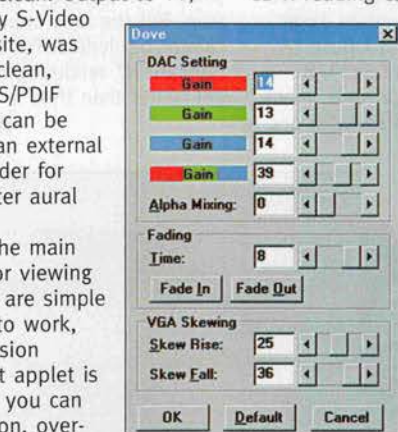 y S-Video
site, was
clean,
S/PDIF
can be
an external
der for
ter aural
he main
or viewing
are simple
to work,
sion
t applet is
you can
on, over-
Dove
DAC Setting
Gain 14
Gain 13
Gain 14
Gain 39
Alpha Mixing: 0
Fading
Time: 8
Fade In Fade Out
VGA Skewing
Skew Rise: 25
Skew Fall: 36
OK Default Cancel